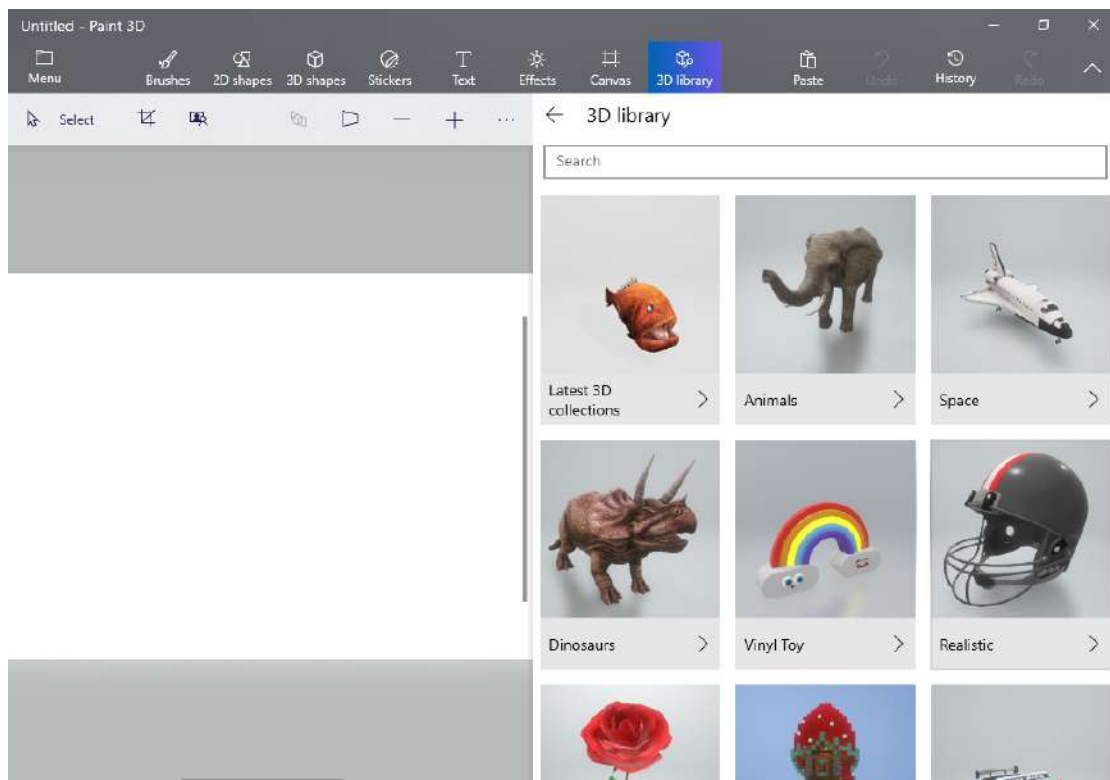 Untitled - Paint 3D
Menu Brushes 2D shapes 3D shapes Stickers Text Effects Canvas 3D library Paste Undo History Redo
Select
3D library
Search
Latest 3D
collections
Animals
Space
Dinosaurs
Vinyl Toy
Realistic